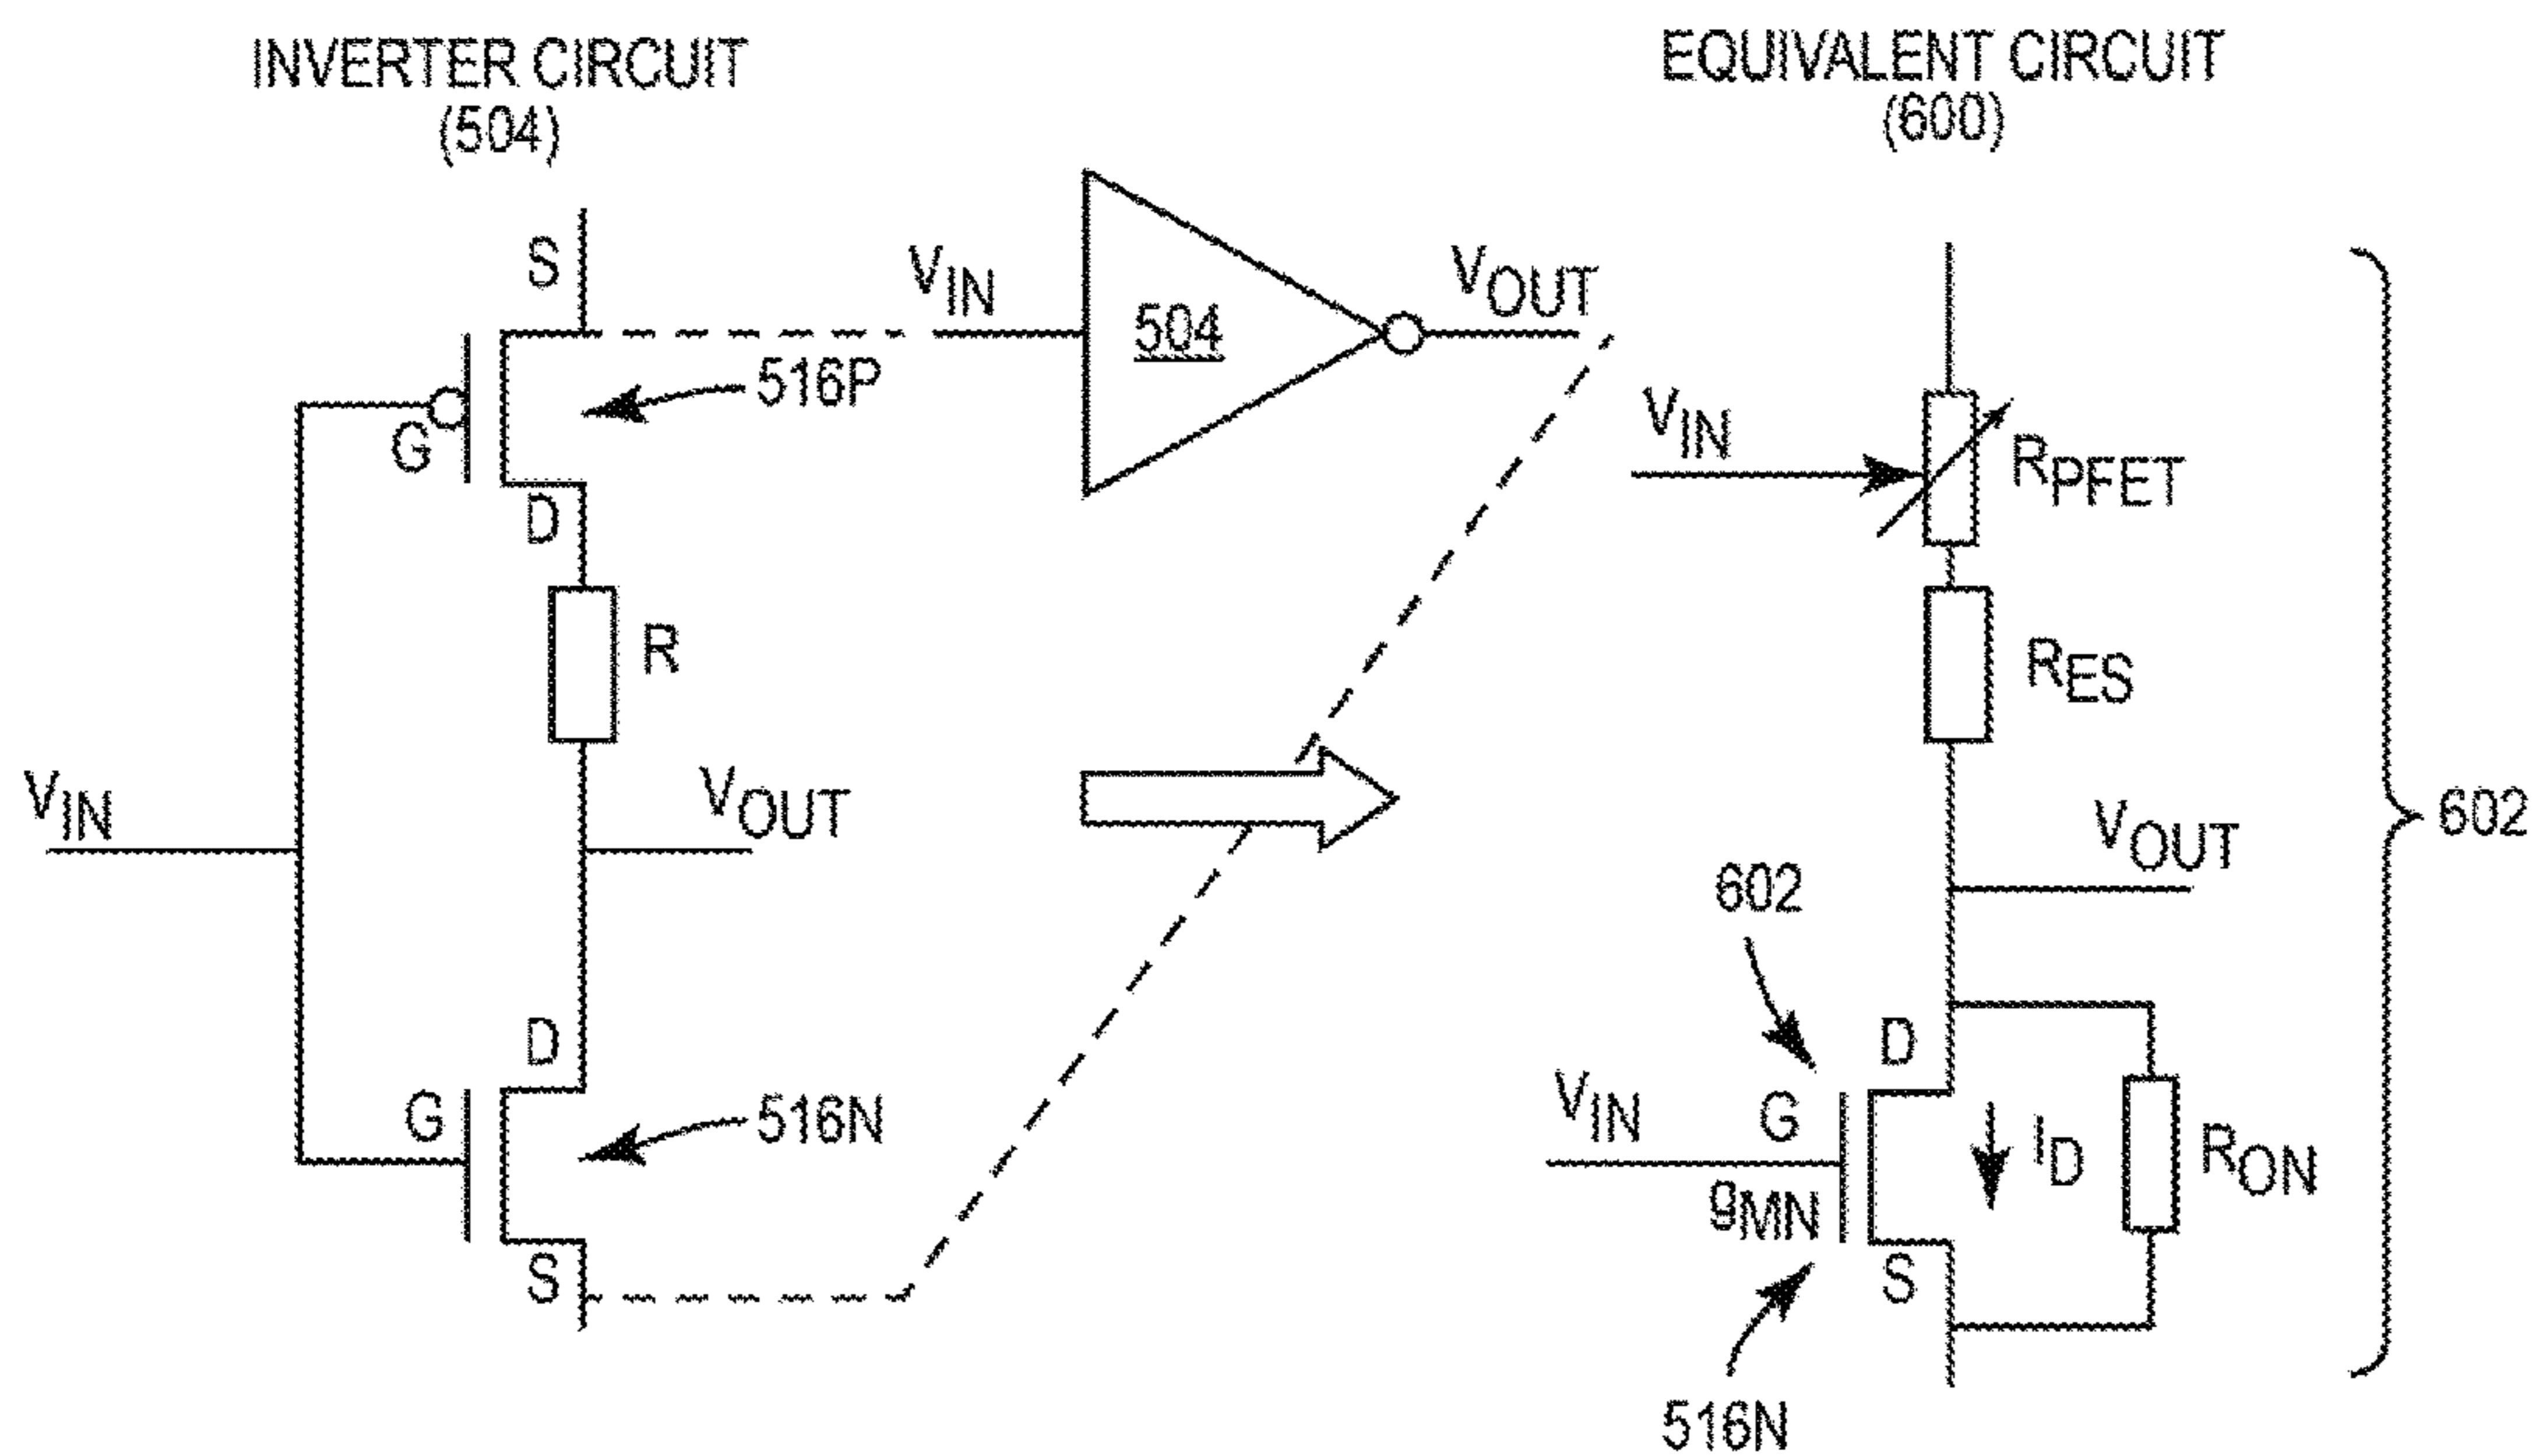 INVERTER CIRCUIT
(504)
S
G
516P
D
R
VIN
VOUT
D
G
516N
S
VIN
504
VOUT
EQUIVALENT CIRCUIT
(600)
VIN
RPFET
RES
VOUT
602
602
D
G
VIN
gMN
ID
RON
S
516N